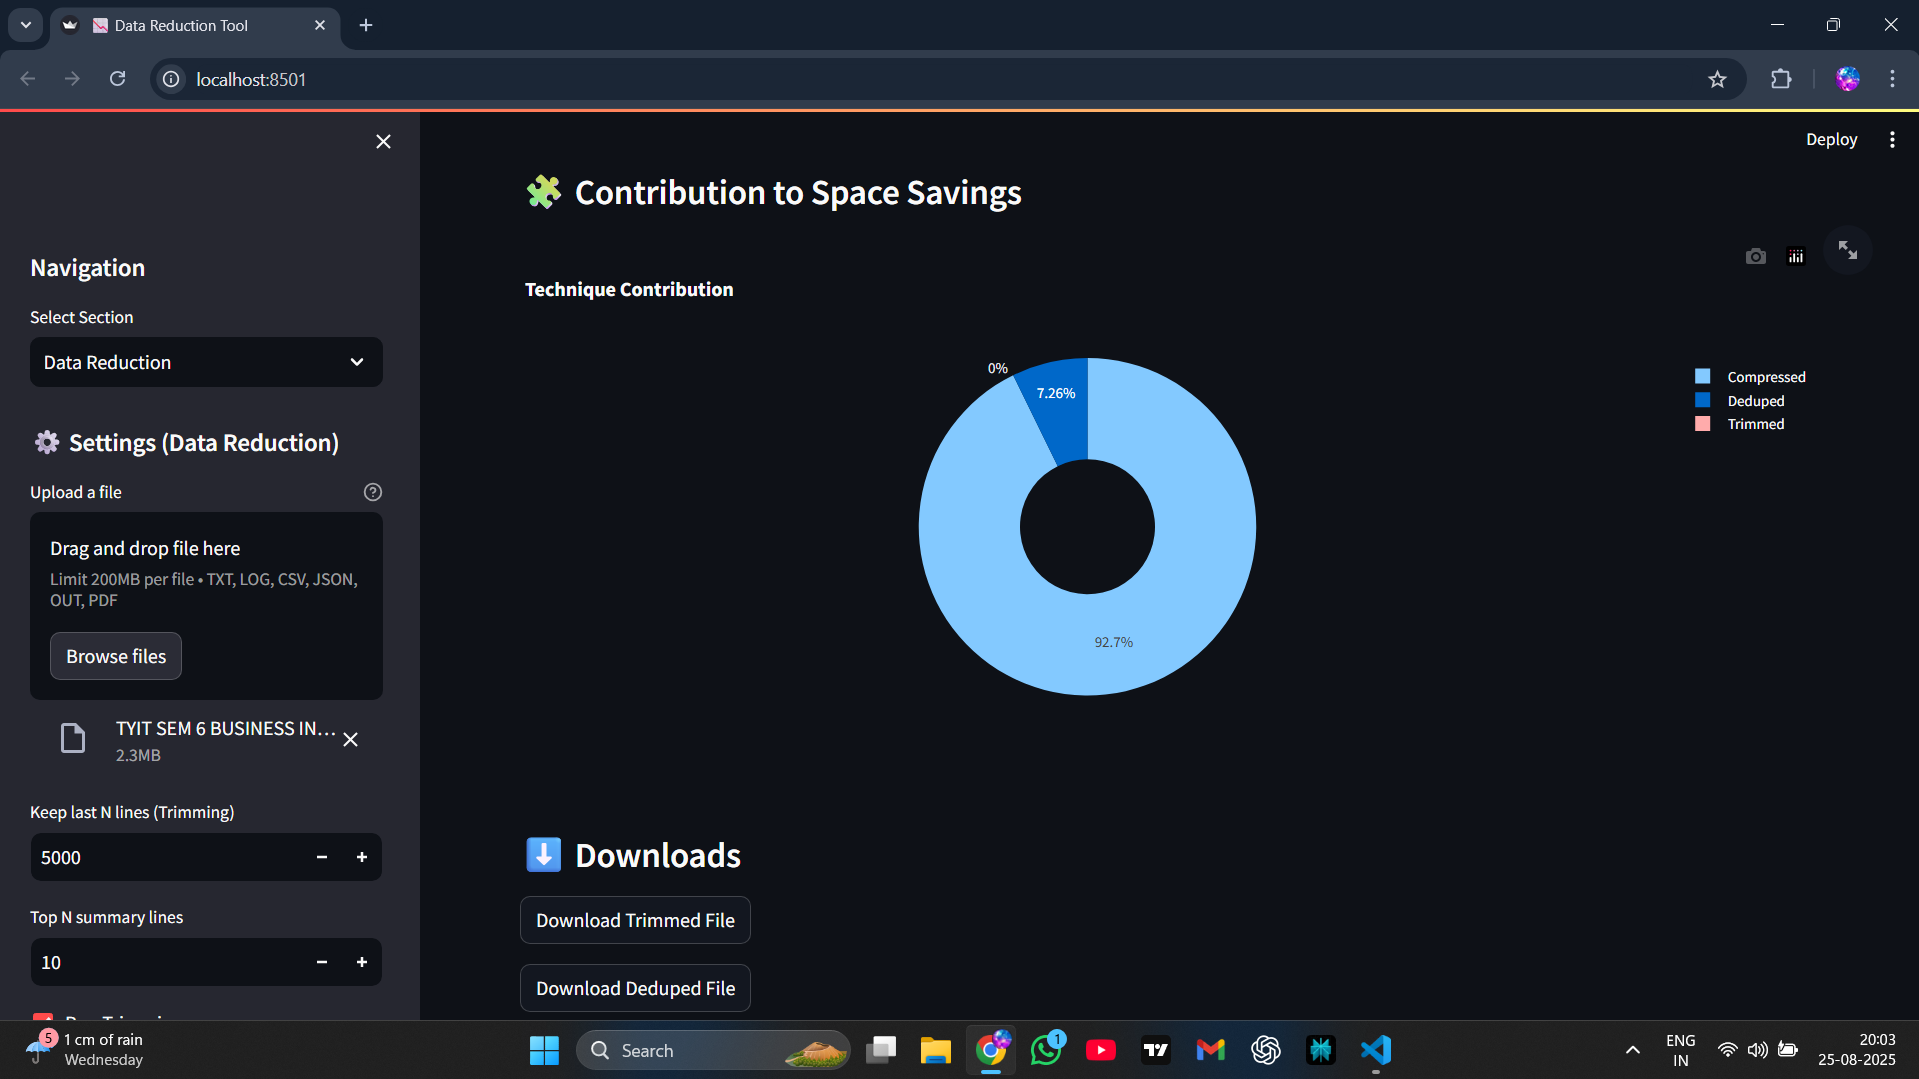 Data Reduction Tool
localhost:8501
Deploy
Navigation
Select Section
Data Reduction
Settings (Data Reduction)
Upload a file
Drag and drop file here
Limit 200MB per file • TXT, LOG, CSV, JSON,
OUT, PDF
Browse files
TYIT SEM 6 BUSINESS IN...
2.3MB
Keep last N lines (Trimming)
5000
Top N summary lines
10
Contribution to Space Savings
Technique Contribution
0%
7.26%
92.7%
Compressed
Deduped
Trimmed
Downloads
Download Trimmed File
Download Deduped File
5
1 cm of rain
Wednesday
Search
1
ENG
IN
20:03
25-08-2025